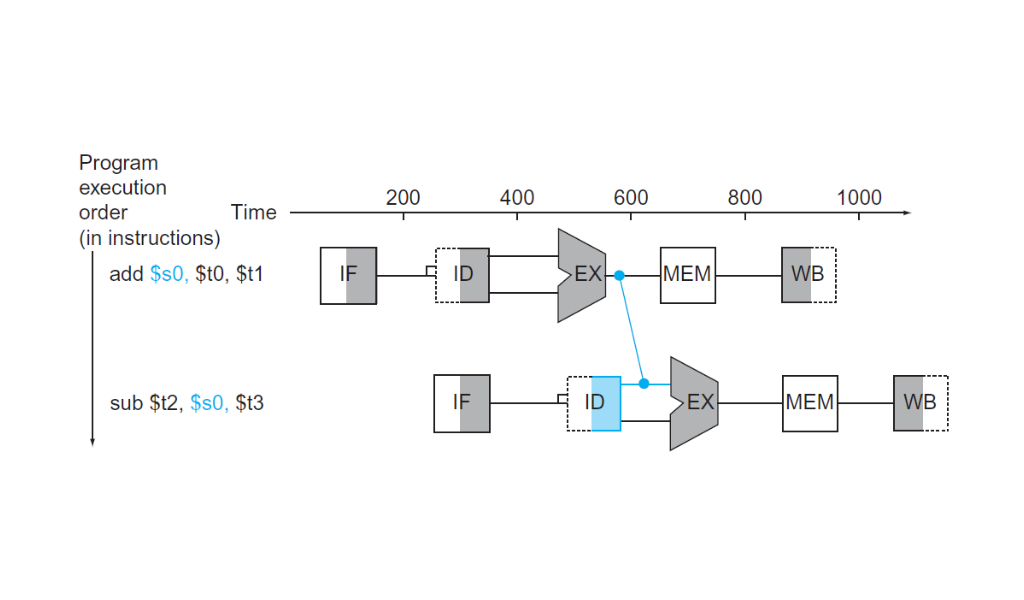 Program
execution
order
(in instructions)
Time
200 400 600 800 1000
add $s0, $t0, $t1
IF ID EX MEM WB
sub $t2, $s0, $t3
IF ID EX MEM WB